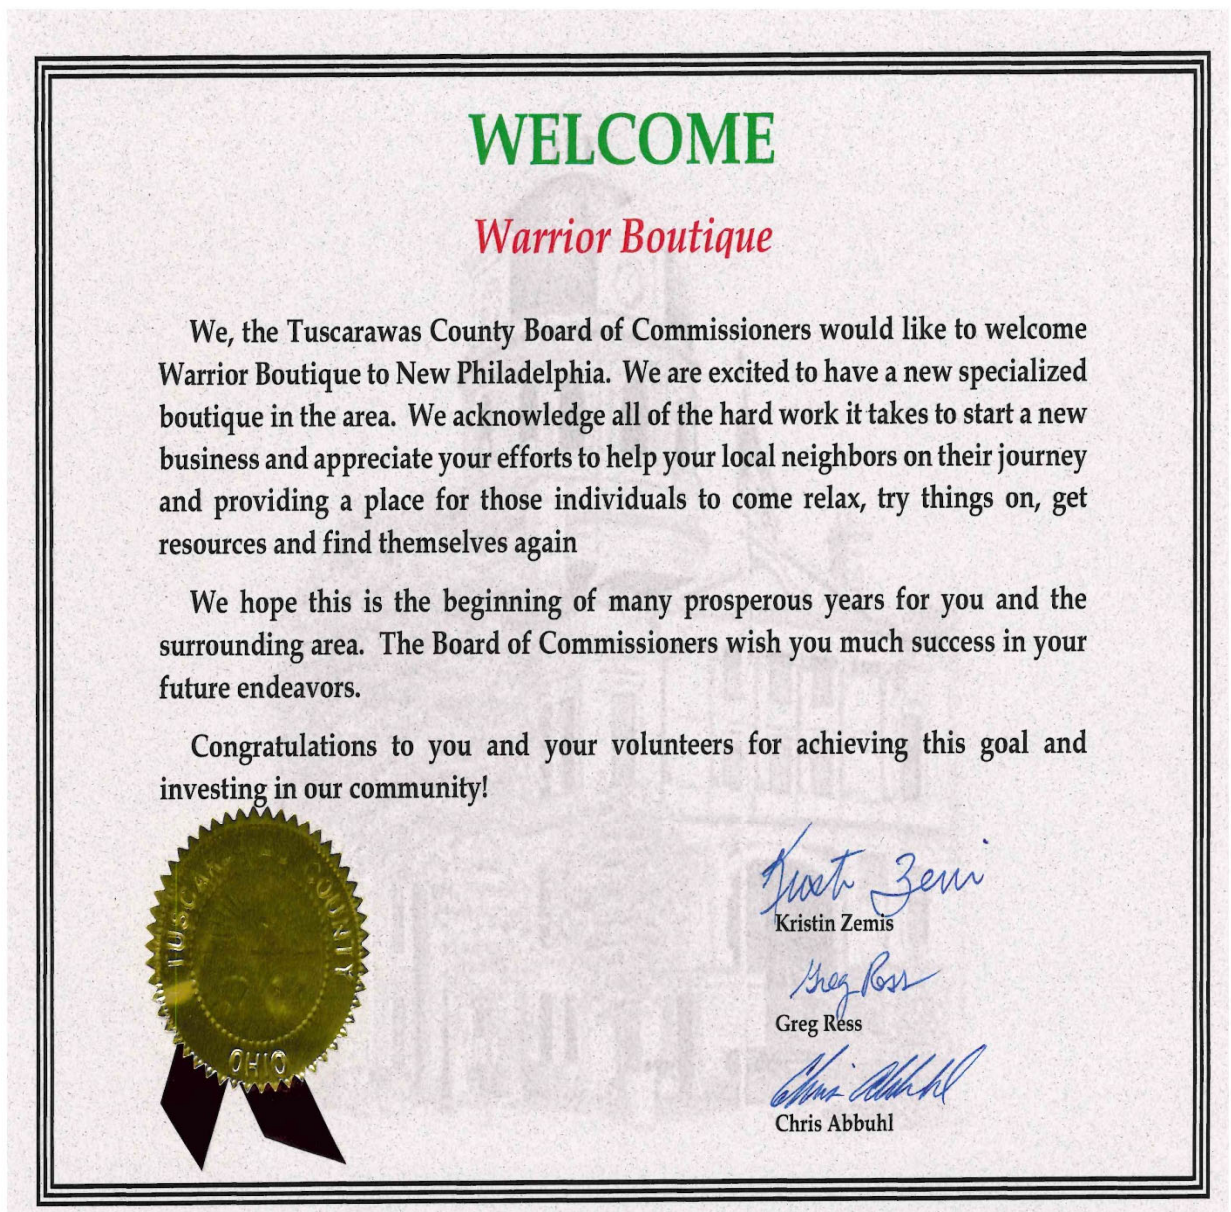 WELCOME
Warrior Boutique
We, the Tuscarawas County Board of Commissioners would like to welcome
Warrior Boutique to New Philadelphia. We are excited to have a new specialized
boutique in the area. We acknowledge all of the hard work it takes to start a new
business and appreciate your efforts to help your local neighbors on their journey
and providing a place for those individuals to come relax, try things on, get
resources and find themselves again
We hope this is the beginning of many prosperous years for you and the
surrounding area. The Board of Commissioners wish you much success in your
future endeavors.
Congratulations to you and your volunteers for achieving this goal and
investing in our community!
TUSCARAWAS COUNTY
OHIO
Kristin Zemis
Greg Ress
Greg Ress
Chris Abbuhl
Chris Abbuhl